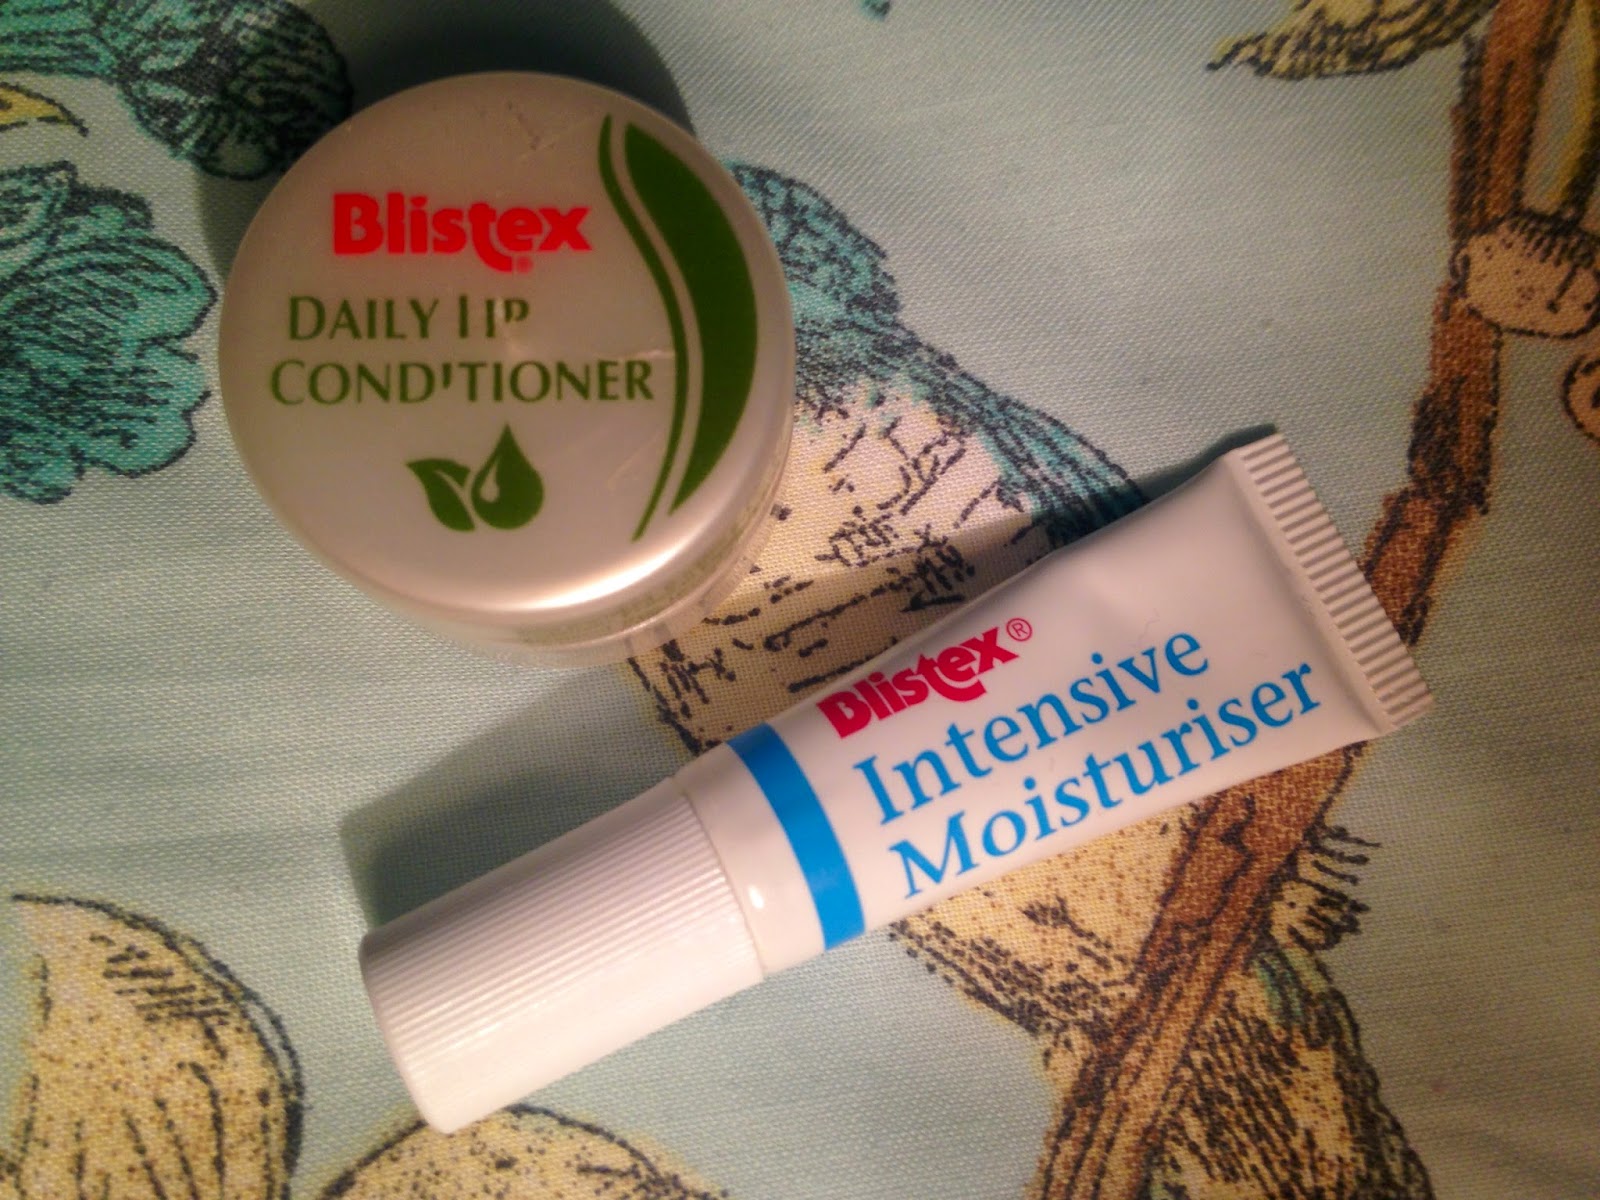 Blistex®
DAILY LIP
CONDITIONER
Blistex®
Intensive
Moisturiser